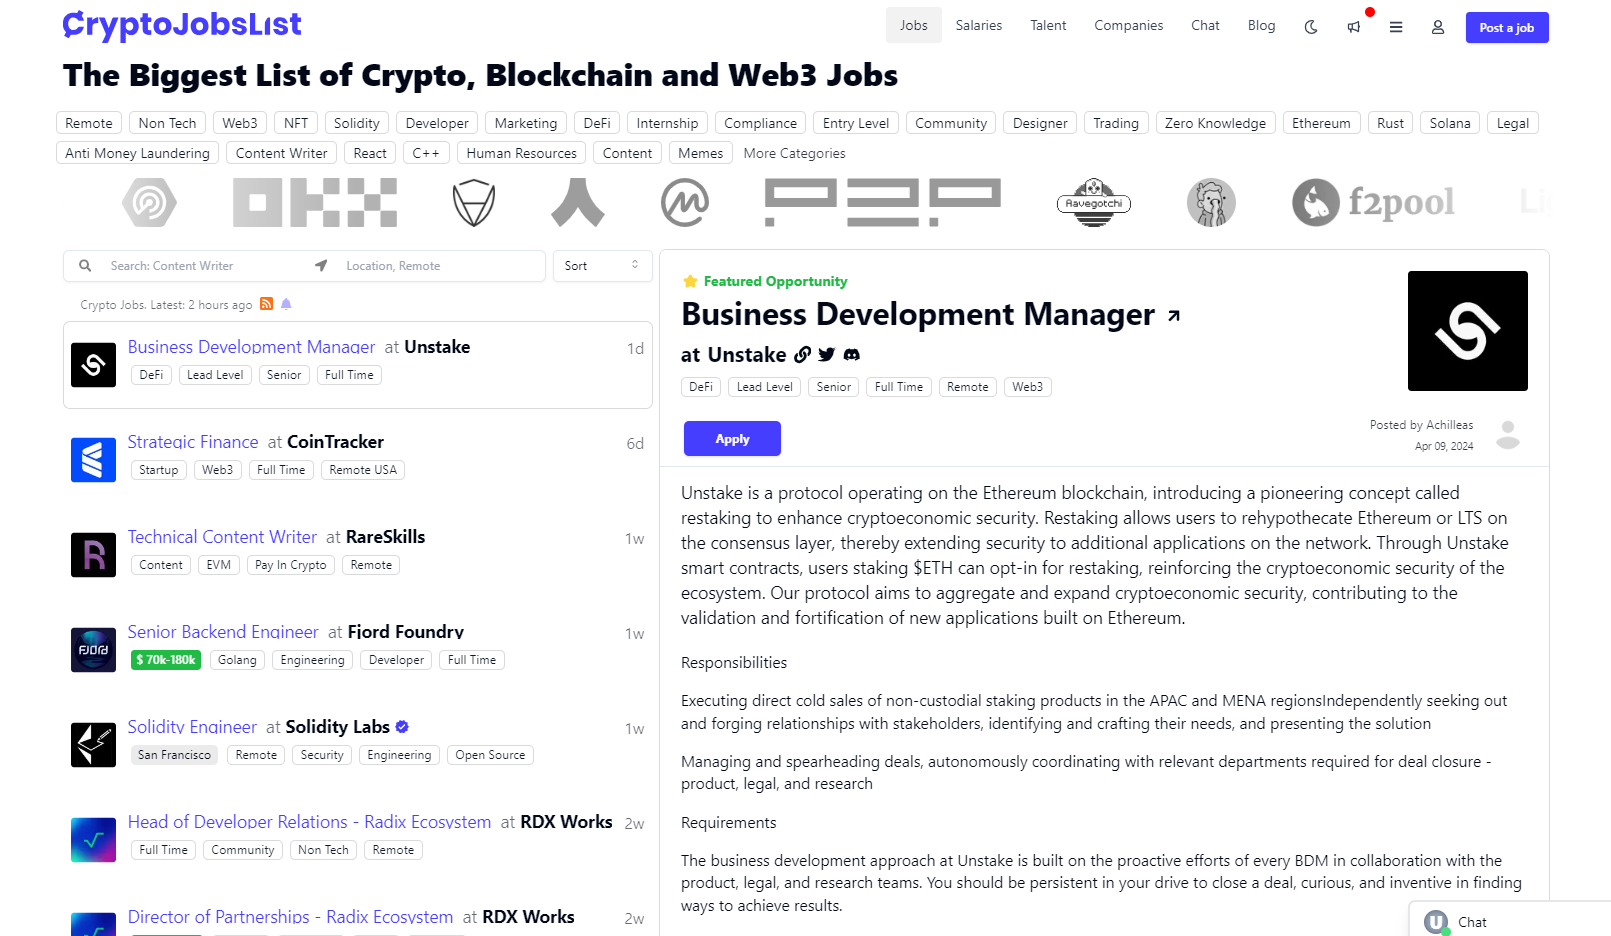 CryptoJobsList
Jobs Salaries Talent Companies Chat Blog Post a job
The Biggest List of Crypto, Blockchain and Web3 Jobs
Remote Non Tech Web3 NFT Solidity Developer Marketing DeFi Internship Compliance Entry Level Community Designer Trading Zero Knowledge Ethereum Rust Solana Legal
Anti Money Laundering Content Writer React C++ Human Resources Content Memes More Categories
Aavegotchi f2pool Li
Search: Content Writer Location, Remote Sort
Crypto Jobs. Latest: 2 hours ago
Business Development Manager at Unstake 1d
DeFi Lead Level Senior Full Time
Strategic Finance at CoinTracker 6d
Startup Web3 Full Time Remote USA
Technical Content Writer at RareSkills 1w
Content EVM Pay In Crypto Remote
Senior Backend Engineer at Fjord Foundry 1w
FJORD
$ 70k-180k Golang Engineering Developer Full Time
Solidity Engineer at Solidity Labs 1w
San Francisco Remote Security Engineering Open Source
Head of Developer Relations - Radix Ecosystem at RDX Works 2w
Full Time Community Non Tech Remote
Director of Partnerships - Radix Ecosystem at RDX Works 2w
Featured Opportunity
Business Development Manager
at Unstake
DeFi Lead Level Senior Full Time Remote Web3
Apply
Posted by Achilleas
Apr 09, 2024
Unstake is a protocol operating on the Ethereum blockchain, introducing a pioneering concept called
restaking to enhance cryptoeconomic security. Restaking allows users to rehypothecate Ethereum or LTS on
the consensus layer, thereby extending security to additional applications on the network. Through Unstake
smart contracts, users staking $ETH can opt-in for restaking, reinforcing the cryptoeconomic security of the
ecosystem. Our protocol aims to aggregate and expand cryptoeconomic security, contributing to the
validation and fortification of new applications built on Ethereum.
Responsibilities
Executing direct cold sales of non-custodial staking products in the APAC and MENA regionsIndependently seeking out
and forging relationships with stakeholders, identifying and crafting their needs, and presenting the solution
Managing and spearheading deals, autonomously coordinating with relevant departments required for deal closure -
product, legal, and research
Requirements
The business development approach at Unstake is built on the proactive efforts of every BDM in collaboration with the
product, legal, and research teams. You should be persistent in your drive to close a deal, curious, and inventive in finding
ways to achieve results.
Chat